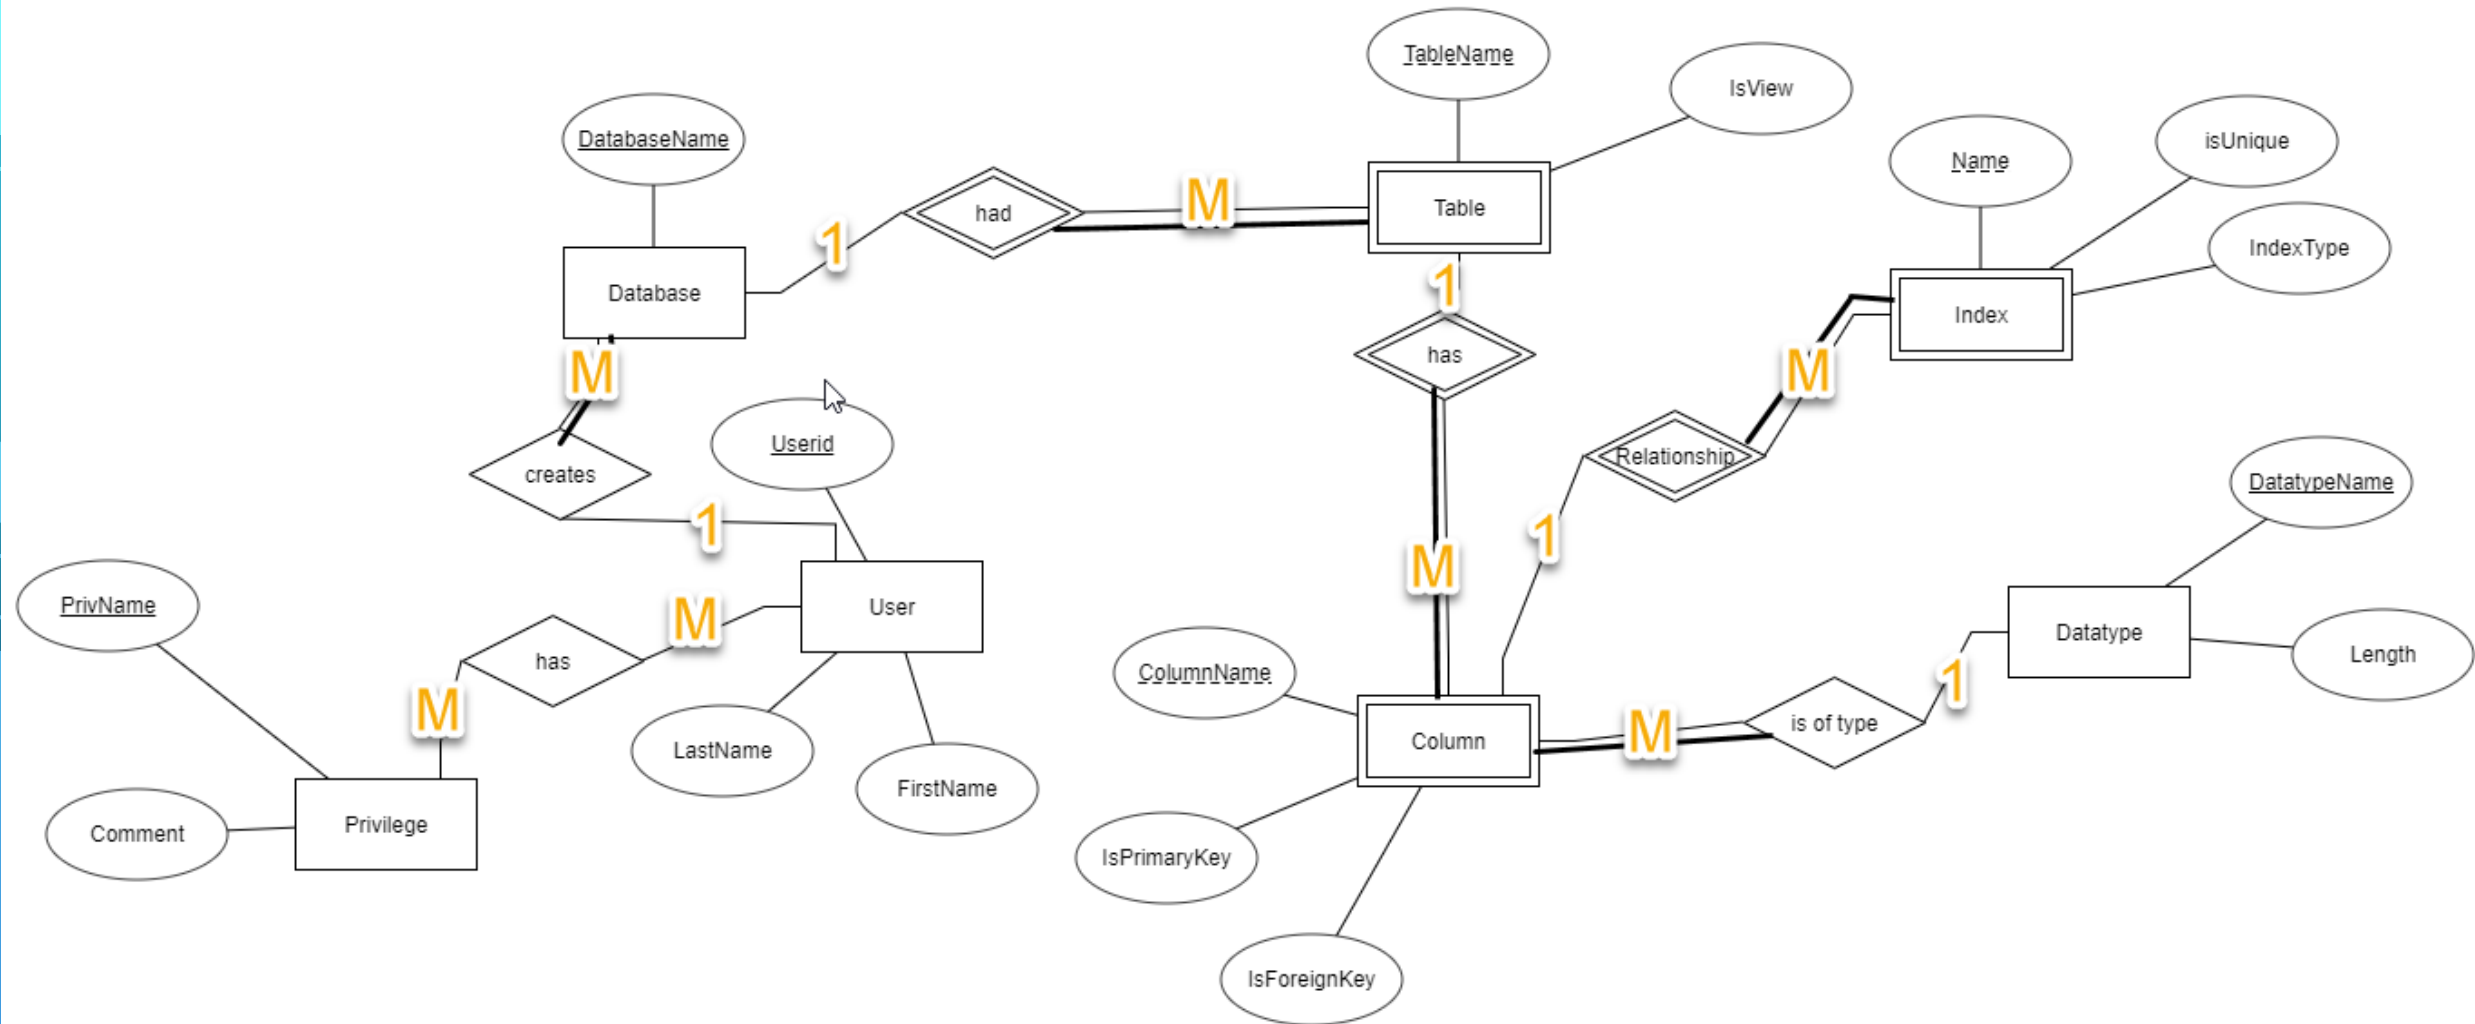 TableName
IsView
DatabaseName
Name
isUnique
M
had
Table
1
IndexType
Database
1
Index
has
M
M
Userid
Relationship
creates
DatatypeName
1
1
M
PrivName
User
M
Datatype
has
ColumnName
Length
1
M
is of type
M
Column
LastName
FirstName
Privilege
Comment
IsPrimaryKey
IsForeignKey